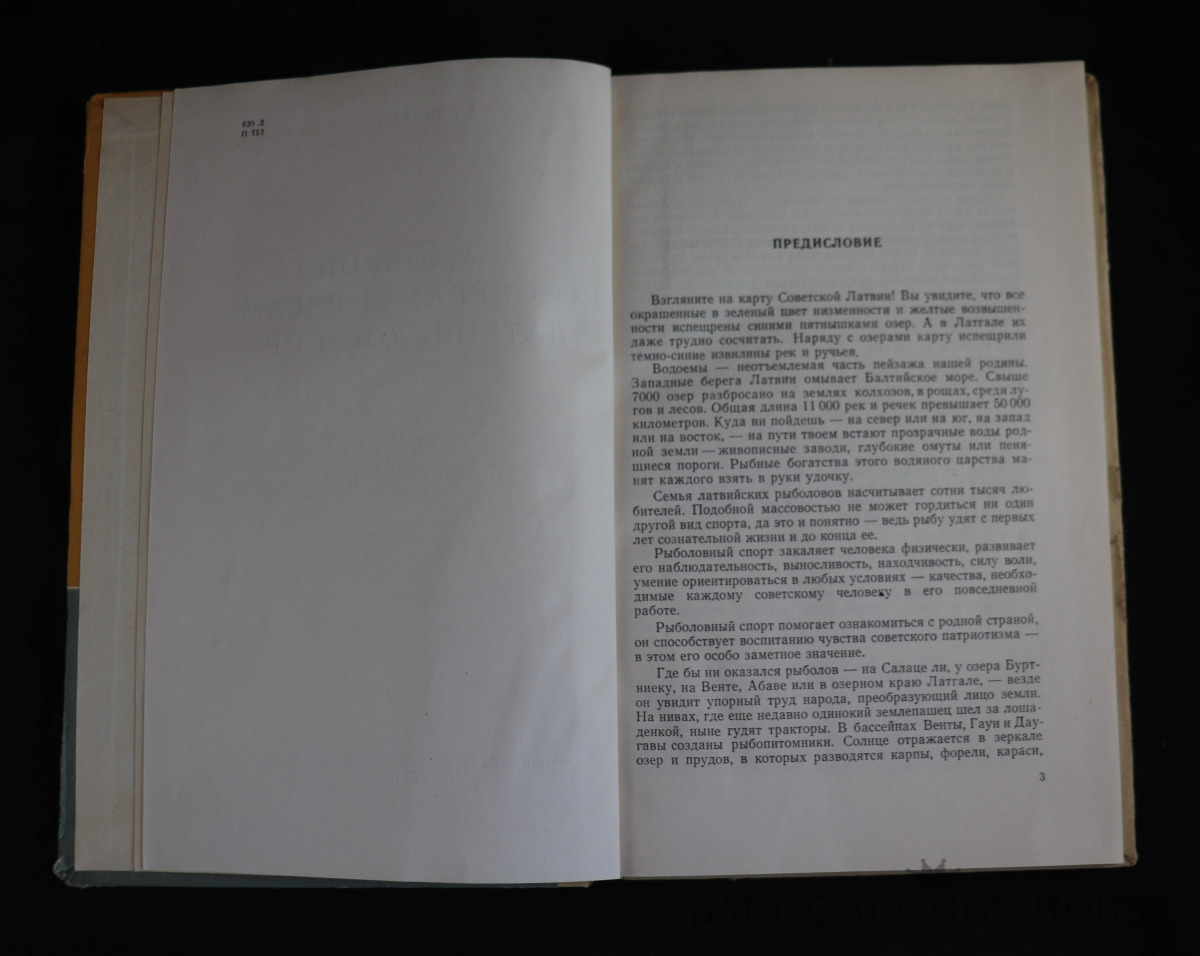 639 .2
П 757
ПРЕДИСЛОВИЕ
Взгляните на карту Советской Латвии! Вы увидите, что все
окрашенные в зеленый цвет низменности и желтые возвышен-
ности испещрены синими пятнышками озер. А в Латгале их
даже трудно сосчитать. Наряду с озерами карту испещрили
темно-синие извилины рек и ручьев.
Водоемы — неотъемлемая часть пейзажа нашей родины.
Западные берега Латвии омывает Балтийское море. Свыше
7000 озер разбросано на землях колхозов, в рощах, среди лу-
гов и лесов. Общая длина 11 000 рек и речек превышает 50 000
километров. Куда ни пойдешь — на север или на юг, на запад
или на восток, — на пути твоем встают прозрачные воды род-
ной земли — живописные заводи, глубокие омуты или пеня-
щиеся пороги. Рыбные богатства этого водяного царства ма-
нят каждого взять в руки удочку.
Семья латвийских рыболовов насчитывает сотни тысяч лю-
бителей. Подобной массовостью не может гордиться ни один
другой вид спорта, да это и понятно — ведь рыбу удят с первых
лет сознательной жизни и до конца ее.
Рыболовный спорт закаляет человека физически, развивает
его наблюдательность, выносливость, находчивость, силу воли,
умение ориентироваться в любых условиях — качества, необхо-
димые каждому советскому человеку в его повседневной
работе.
Рыболовный спорт помогает ознакомиться с родной страной,
он способствует воспитанию чувства советского патриотизма —
в этом его особо заметное значение.
Где бы ни оказался рыболов — на Салаце ли, у озера Бурт-
ниеку, на Венте, Абаве или в озерном краю Латгале, — везде
он увидит упорный труд народа, преобразующий лицо земли.
На нивах, где еще недавно одинокий землепашец шел за лоша-
денкой, ныне гудят тракторы. В бассейнах Венты, Гауи и Дау-
гавы созданы рыбопитомники. Солнце отражается в зеркале
озер и прудов, в которых разводятся карпы, форели, караси,
3
BALTIC AUCTION HOUSE